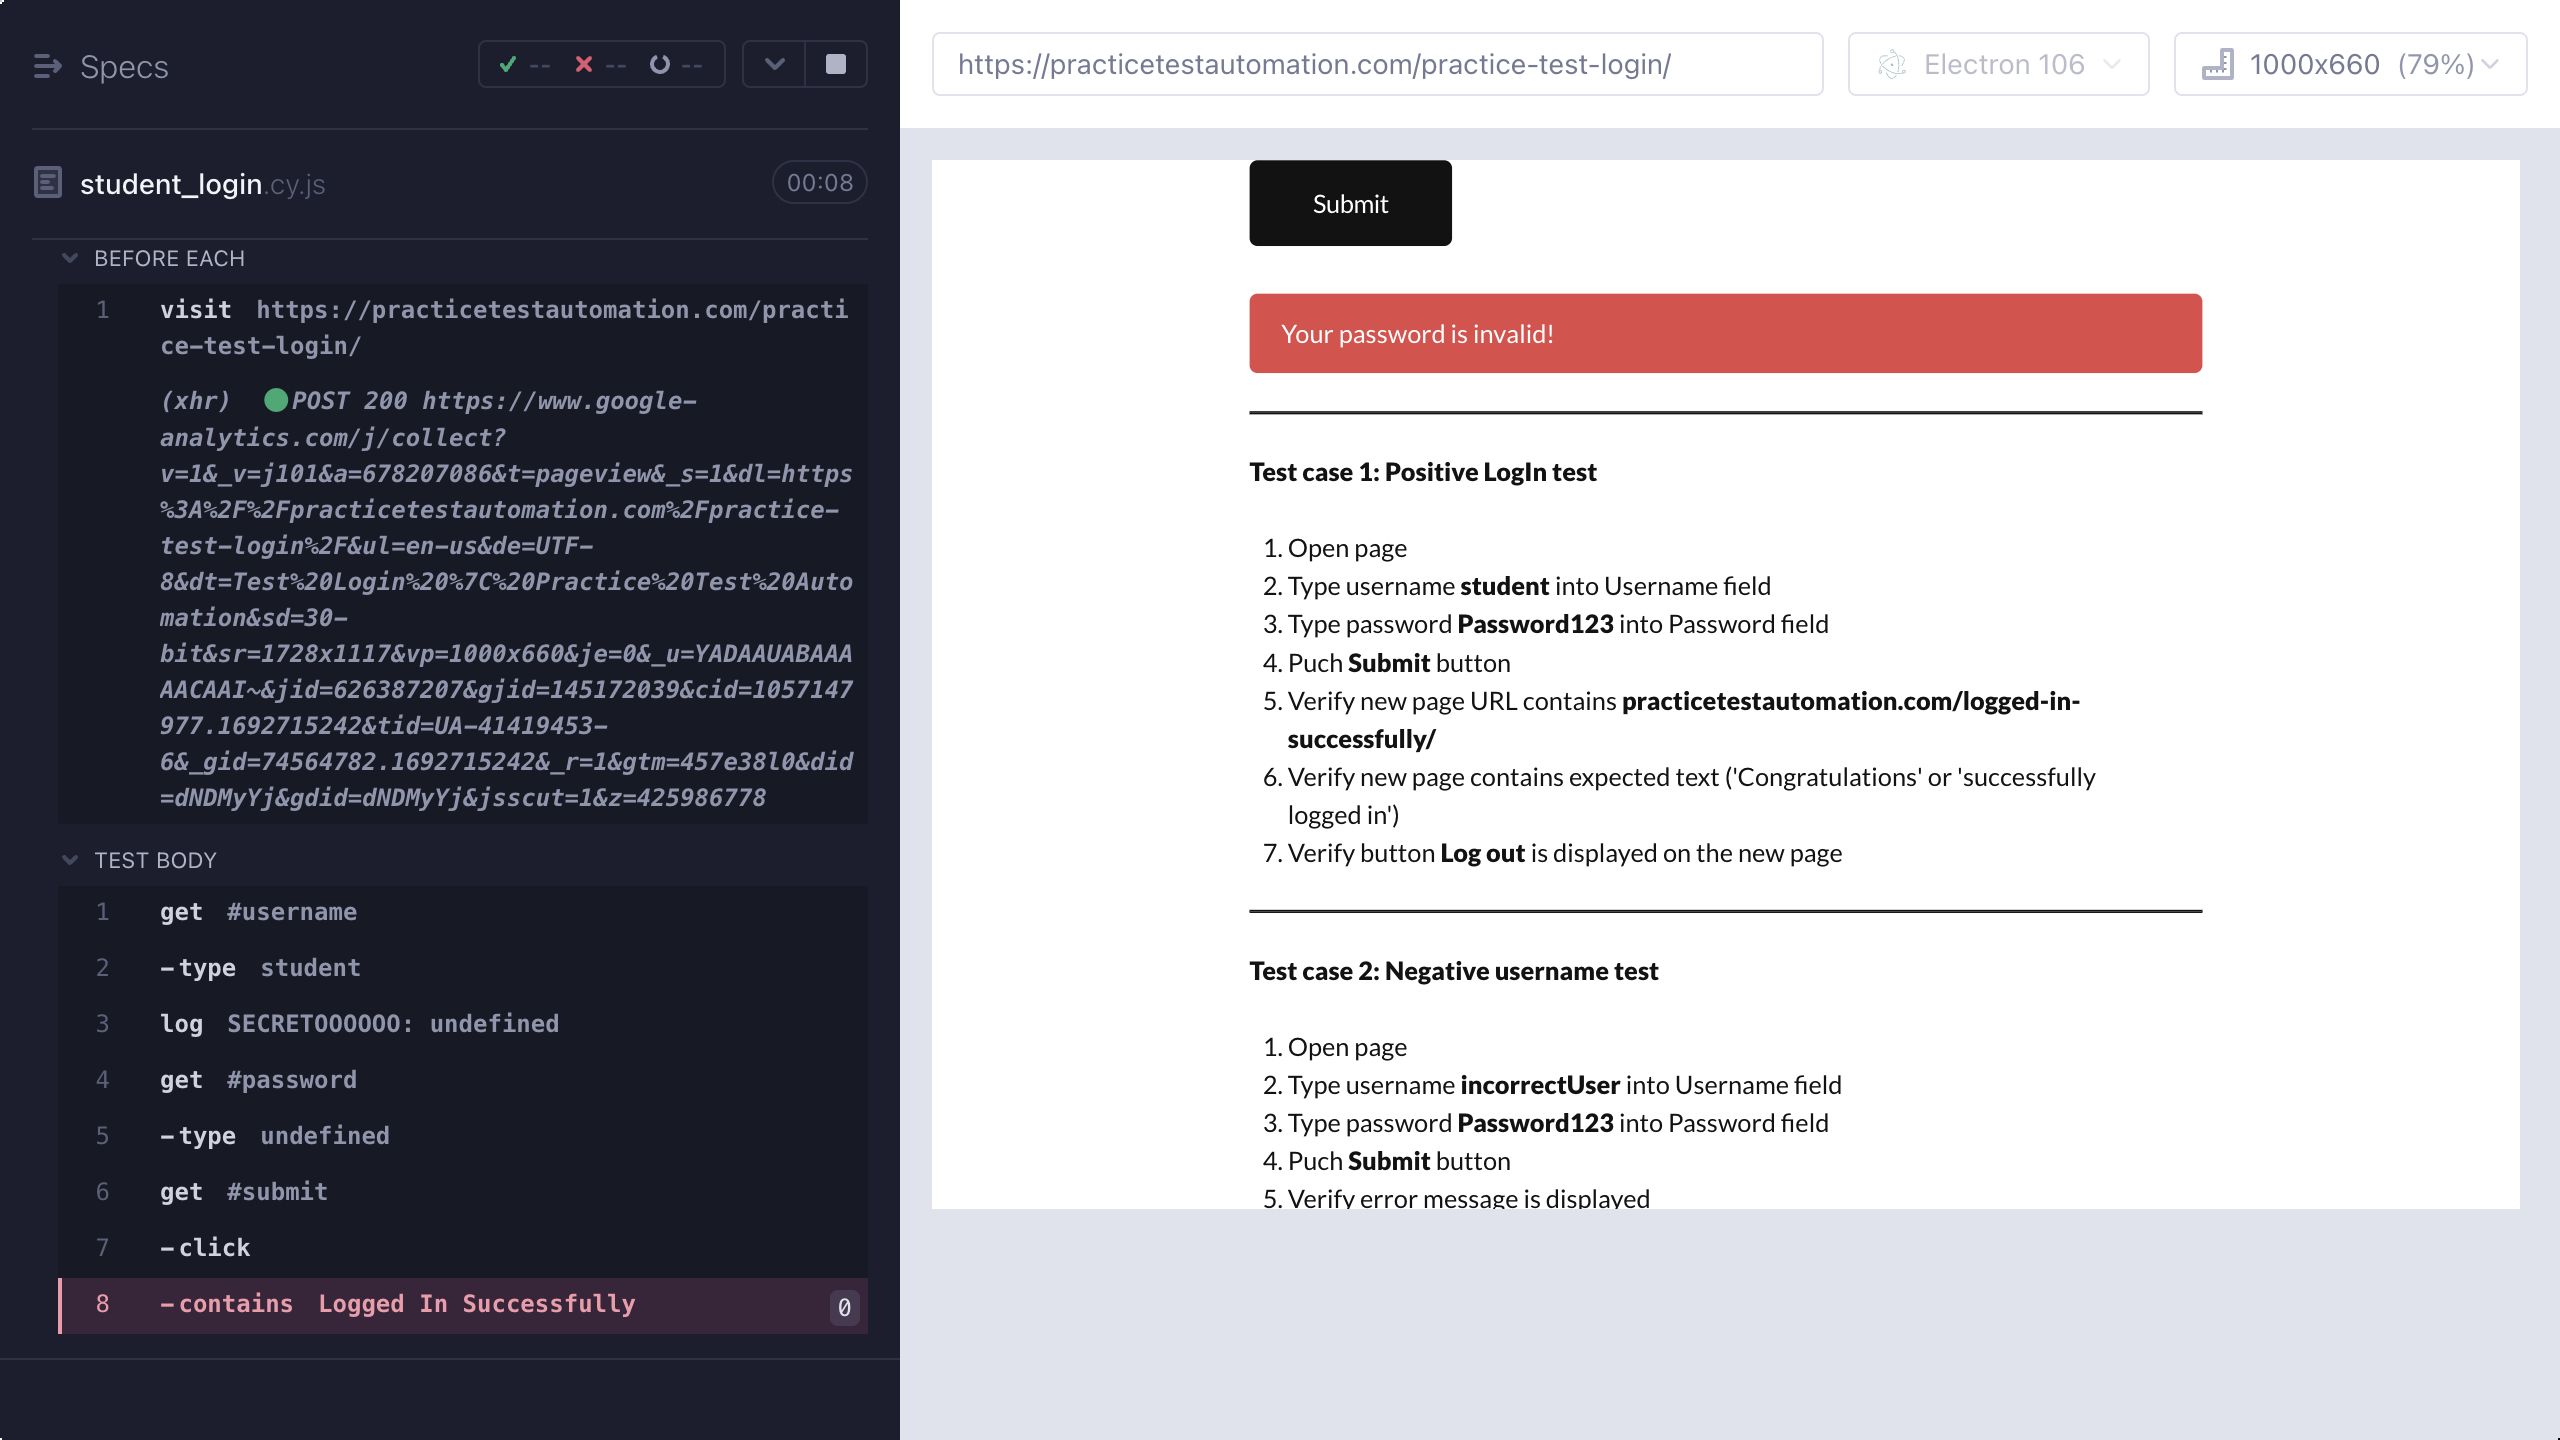 Specs
-- -- --
https://practicetestautomation.com/practice-test-login/
Electron 106
1000x660 (79%)
student_login.cy.js
00:08
BEFORE EACH
1 visit https://practicetestautomation.com/practi
ce-test-login/
(xhr) POST 200 https://www.google-
analytics.com/j/collect?
v=1&_v=j101&a=678207086&t=pageview&_s=1&dl=https
%3A%2F%2Fpracticetestautomation.com%2Fpractice-
test-login%2F&ul=en-us&de=UTF-
8&dt=Test%20Login%20%7C%20Practice%20Test%20Auto
mation&sd=30-
bit&sr=1728x1117&vp=1000x660&je=0&_u=YADAAUABAAA
AACAAI~&jid=626387207&gjid=145172039&cid=1057147
977.1692715242&tid=UA-41419453-
6&_gid=74564782.1692715242&_r=1&gtm=457e38l0&did
=dNDMyYj&gdid=dNDMyYj&jsscut=1&z=425986778
TEST BODY
1 get #username
2 -type student
3 log SECRETOOOOOO: undefined
4 get #password
5 -type undefined
6 get #submit
7 -click
8 -contains Logged In Successfully 0
Submit
Your password is invalid!
Test case 1: Positive LogIn test
1. Open page
2. Type username student into Username field
3. Type password Password123 into Password field
4. Puch Submit button
5. Verify new page URL contains practicetestautomation.com/logged-in-
successfully/
6. Verify new page contains expected text ('Congratulations' or 'successfully
logged in')
7. Verify button Log out is displayed on the new page
Test case 2: Negative username test
1. Open page
2. Type username incorrectUser into Username field
3. Type password Password123 into Password field
4. Puch Submit button
5. Verify error message is displayed